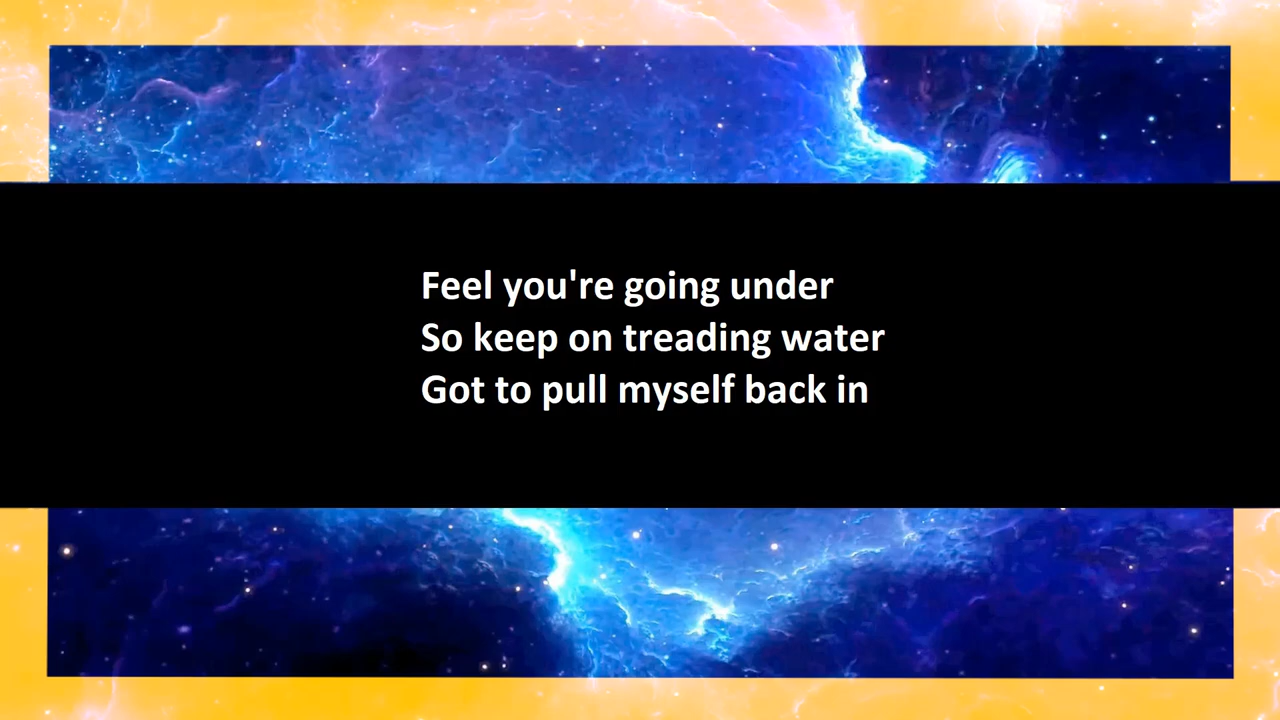 Feel you're going under
So keep on treading water
Got to pull myself back in